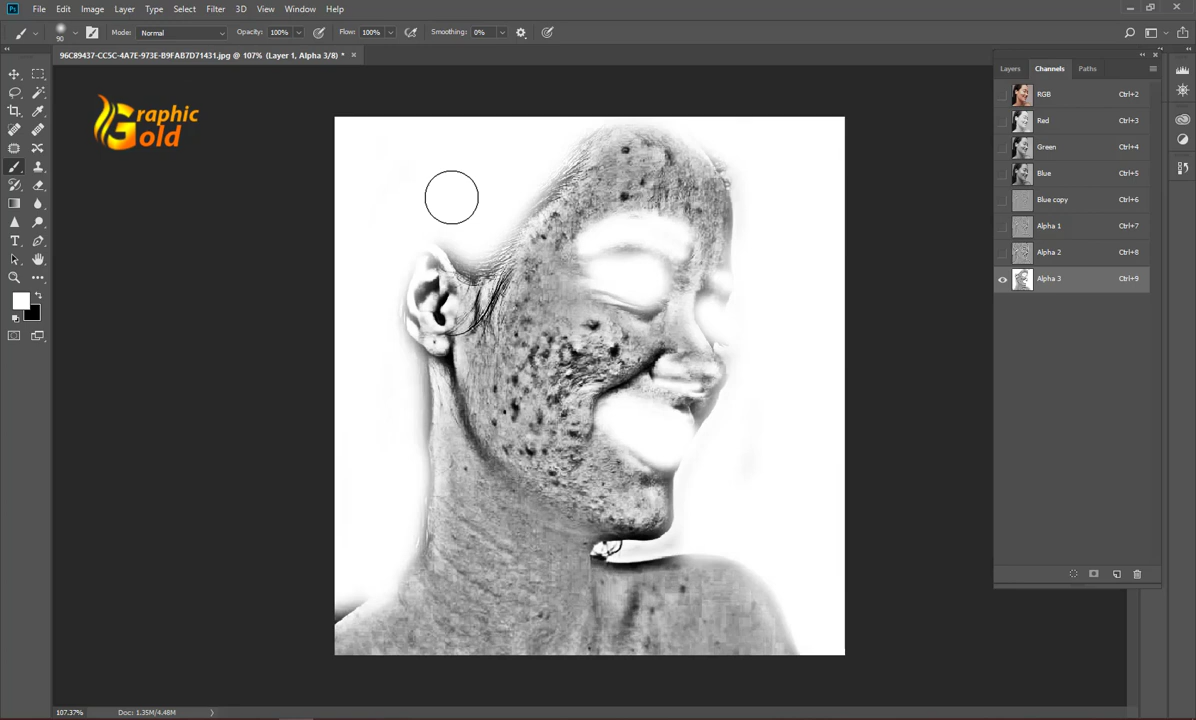 Ps File Edit Image Layer Type Select Filter 3D View Window Help
90 Mode: Normal Opacity: 100% Flow: 100% Smoothing: 0%
96C89437-CC5C-4A7E-973E-B9FAB7D71431.jpg @ 107% (Layer 1, Alpha 3/8) *
Layers Channels Paths
RGB Ctrl+2
Red Ctrl+3
Green Ctrl+4
Blue Ctrl+5
Blue copy Ctrl+6
Alpha 1 Ctrl+7
Alpha 2 Ctrl+8
Alpha 3 Ctrl+9
Graphic
Gold
107.37% Doc: 1.35M/4.48M